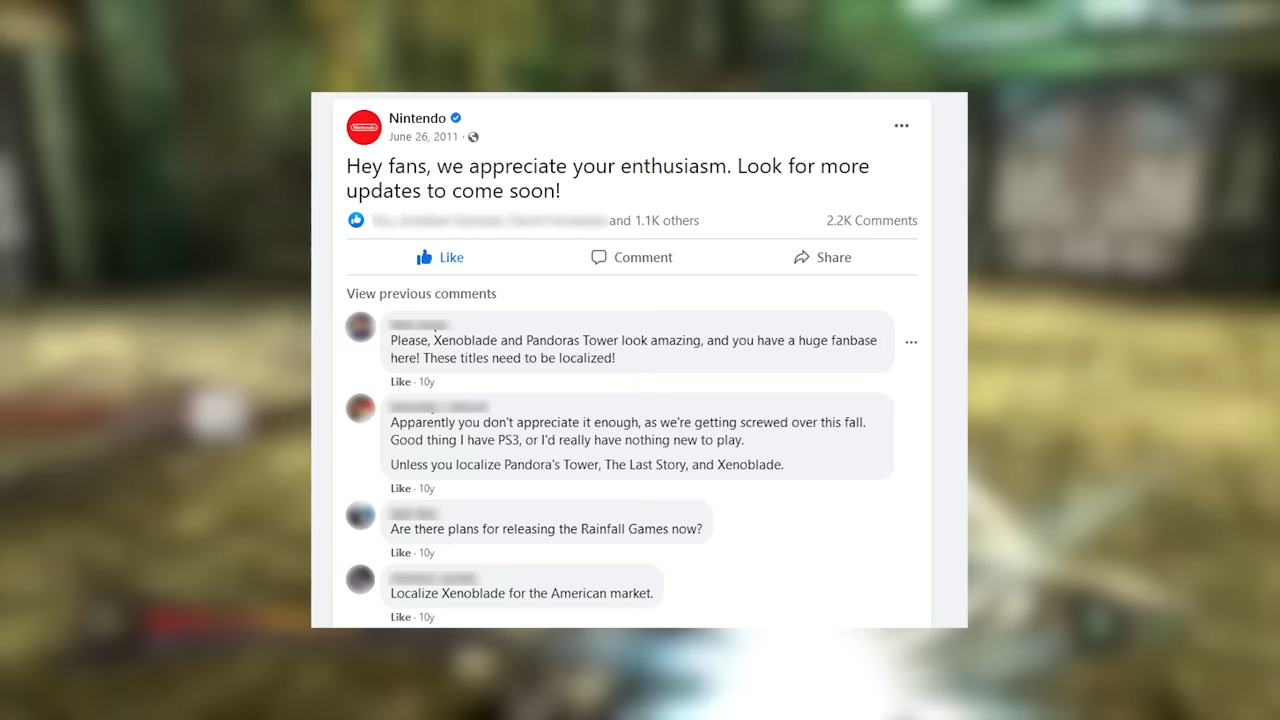 Nintendo
June 26, 2011 ·
Hey fans, we appreciate your enthusiasm. Look for more
updates to come soon!
and 1.1K others
2.2K Comments
Like
Comment
Share
View previous comments
Please, Xenoblade and Pandoras Tower look amazing, and you have a huge fanbase
here! These titles need to be localized!
Like · 10y
Apparently you don't appreciate it enough, as we're getting screwed over this fall.
Good thing I have PS3, or I'd really have nothing new to play.
Unless you localize Pandora's Tower, The Last Story, and Xenoblade.
Like · 10y
Are there plans for releasing the Rainfall Games now?
Like · 10y
Localize Xenoblade for the American market.
Like · 10y